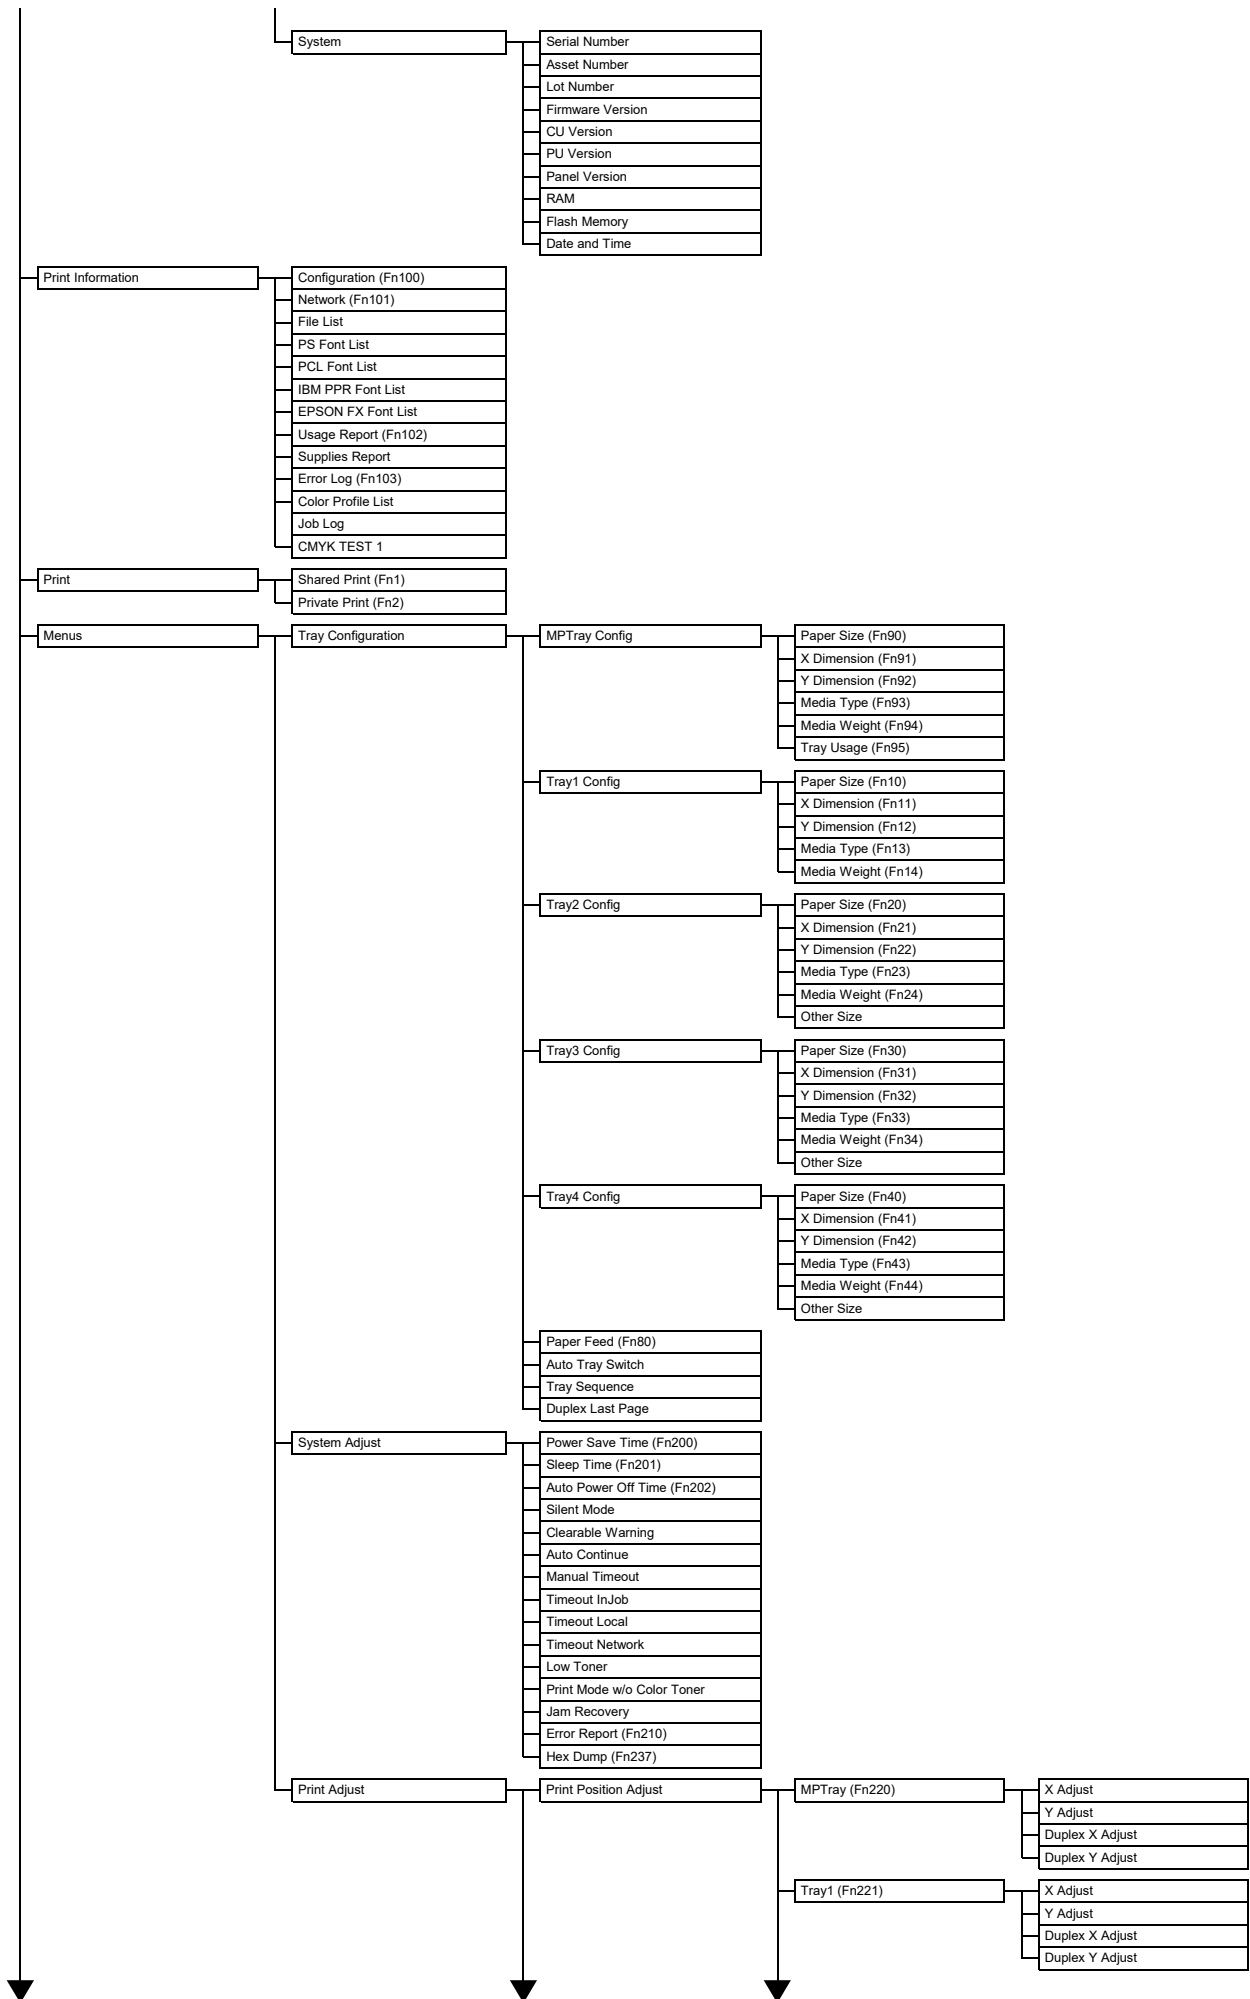 System
Serial Number
Asset Number
Lot Number
Firmware Version
CU Version
PU Version
Panel Version
RAM
Flash Memory
Date and Time
Print Information
Configuration (Fn100)
Network (Fn101)
File List
PS Font List
PCL Font List
IBM PPR Font List
EPSON FX Font List
Usage Report (Fn102)
Supplies Report
Error Log (Fn103)
Color Profile List
Job Log
CMYK TEST 1
Print
Shared Print (Fn1)
Private Print (Fn2)
Menus
Tray Configuration
MPTray Config
Paper Size (Fn90)
X Dimension (Fn91)
Y Dimension (Fn92)
Media Type (Fn93)
Media Weight (Fn94)
Tray Usage (Fn95)
Tray1 Config
Paper Size (Fn10)
X Dimension (Fn11)
Y Dimension (Fn12)
Media Type (Fn13)
Media Weight (Fn14)
Tray2 Config
Paper Size (Fn20)
X Dimension (Fn21)
Y Dimension (Fn22)
Media Type (Fn23)
Media Weight (Fn24)
Other Size
Tray3 Config
Paper Size (Fn30)
X Dimension (Fn31)
Y Dimension (Fn32)
Media Type (Fn33)
Media Weight (Fn34)
Other Size
Tray4 Config
Paper Size (Fn40)
X Dimension (Fn41)
Y Dimension (Fn42)
Media Type (Fn43)
Media Weight (Fn44)
Other Size
Paper Feed (Fn80)
Auto Tray Switch
Tray Sequence
Duplex Last Page
System Adjust
Power Save Time (Fn200)
Sleep Time (Fn201)
Auto Power Off Time (Fn202)
Silent Mode
Clearable Warning
Auto Continue
Manual Timeout
Timeout InJob
Timeout Local
Timeout Network
Low Toner
Print Mode w/o Color Toner
Jam Recovery
Error Report (Fn210)
Hex Dump (Fn237)
Print Adjust
Print Position Adjust
MPTray (Fn220)
X Adjust
Y Adjust
Duplex X Adjust
Duplex Y Adjust
Tray1 (Fn221)
X Adjust
Y Adjust
Duplex X Adjust
Duplex Y Adjust